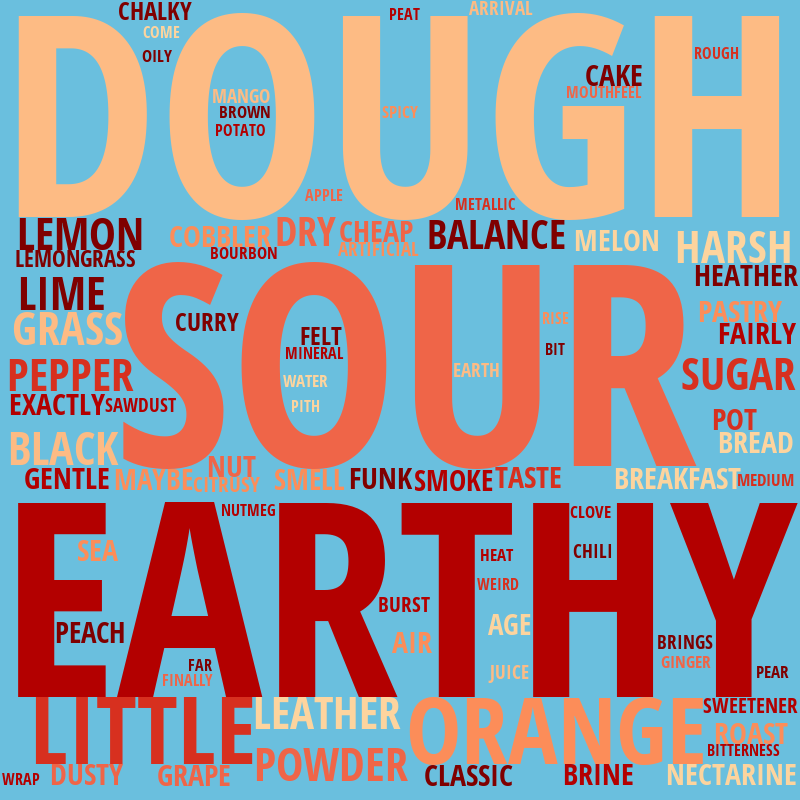 CHALKY
COME
OILY
PEAT
ARRIVAL
ROUGH
CAKE
MOUTHFEEL
DOUGH
MANGO
BROWN
POTATO
SPICY
APPLE
METALLIC
LEMON
LEMONGRASS
COBBLER
DRY
CHEAP
ARTIFICIAL
BOURBON
BALANCE
MELON
HARSH
HEATHER
LIME
GRASS
CURRY
SOUR
FELT
MINERAL
WATER
PITH
EARTH
RISE
BIT
PASTRY
FAIRLY
PEPPER
SUGAR
EXACTLY
SAWDUST
POT
BREAD
BLACK
GENTLE
MAYBE
NUT
CITRUSY
SMELL
FUNK
SMOKE
TASTE
BREAKFAST
MEDIUM
NUTMEG
CLOVE
EARTHY
SEA
HEAT
CHILI
WEIRD
BURST
PEACH
AIR
AGE
BRINGS
GINGER
FAR
FINALLY
JUICE
PEAR
LITTLE
LEATHER
ORANGE
SWEETENER
ROAST
BITTERNESS
WRAP
DUSTY
GRAPE
POWDER
CLASSIC
BRINE
NECTARINE